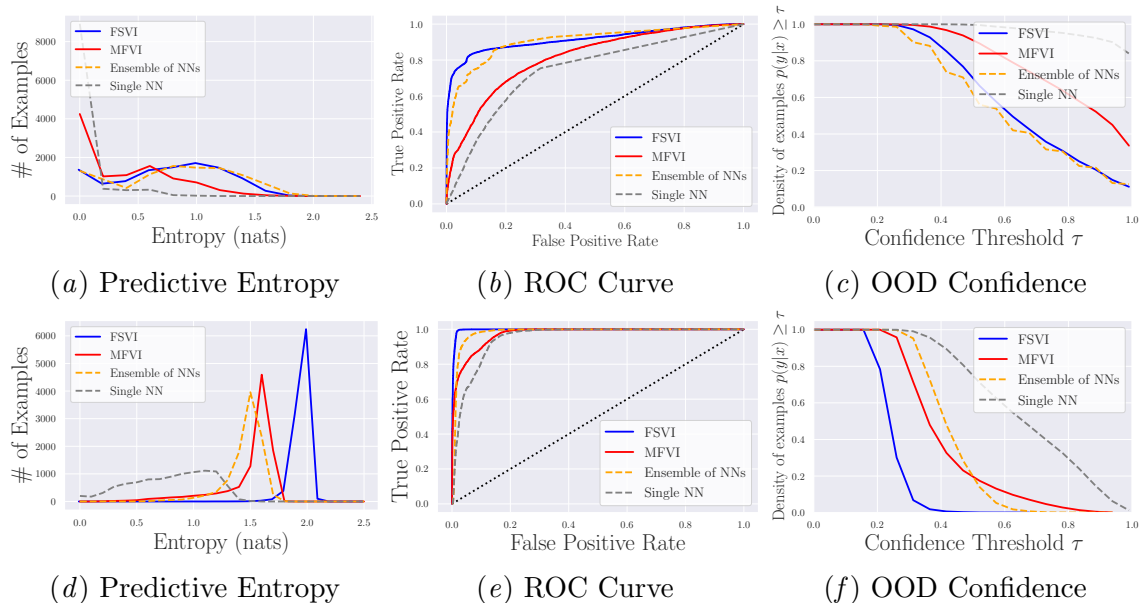 # of Examples
8000
6000
4000
2000
0
FSVI
MFVI
Ensemble of NNs
Single NN
0.0 0.5 1.0 1.5 2.0 2.5
Entropy (nats)
(a) Predictive Entropy
True Positive Rate
1.0
0.8
0.6
0.4
0.2
0.0
FSVI
MFVI
Ensemble of NNs
Single NN
0.0 0.2 0.4 0.6 0.8 1.0
False Positive Rate
(b) ROC Curve
Density of examples p(y|x) ≥ τ
1.0
0.8
0.6
0.4
0.2
0.0
FSVI
MFVI
Ensemble of NNs
Single NN
0.0 0.2 0.4 0.6 0.8 1.0
Confidence Threshold τ
(c) OOD Confidence
# of Examples
6000
5000
4000
3000
2000
1000
0
FSVI
MFVI
Ensemble of NNs
Single NN
0.0 0.5 1.0 1.5 2.0 2.5
Entropy (nats)
(d) Predictive Entropy
True Positive Rate
1.0
0.8
0.6
0.4
0.2
0.0
FSVI
MFVI
Ensemble of NNs
Single NN
0.0 0.2 0.4 0.6 0.8 1.0
False Positive Rate
(e) ROC Curve
Density of examples p(y|x) ≥ τ
1.0
0.8
0.6
0.4
0.2
0.0
FSVI
MFVI
Ensemble of NNs
Single NN
0.0 0.2 0.4 0.6 0.8 1.0
Confidence Threshold τ
(f) OOD Confidence